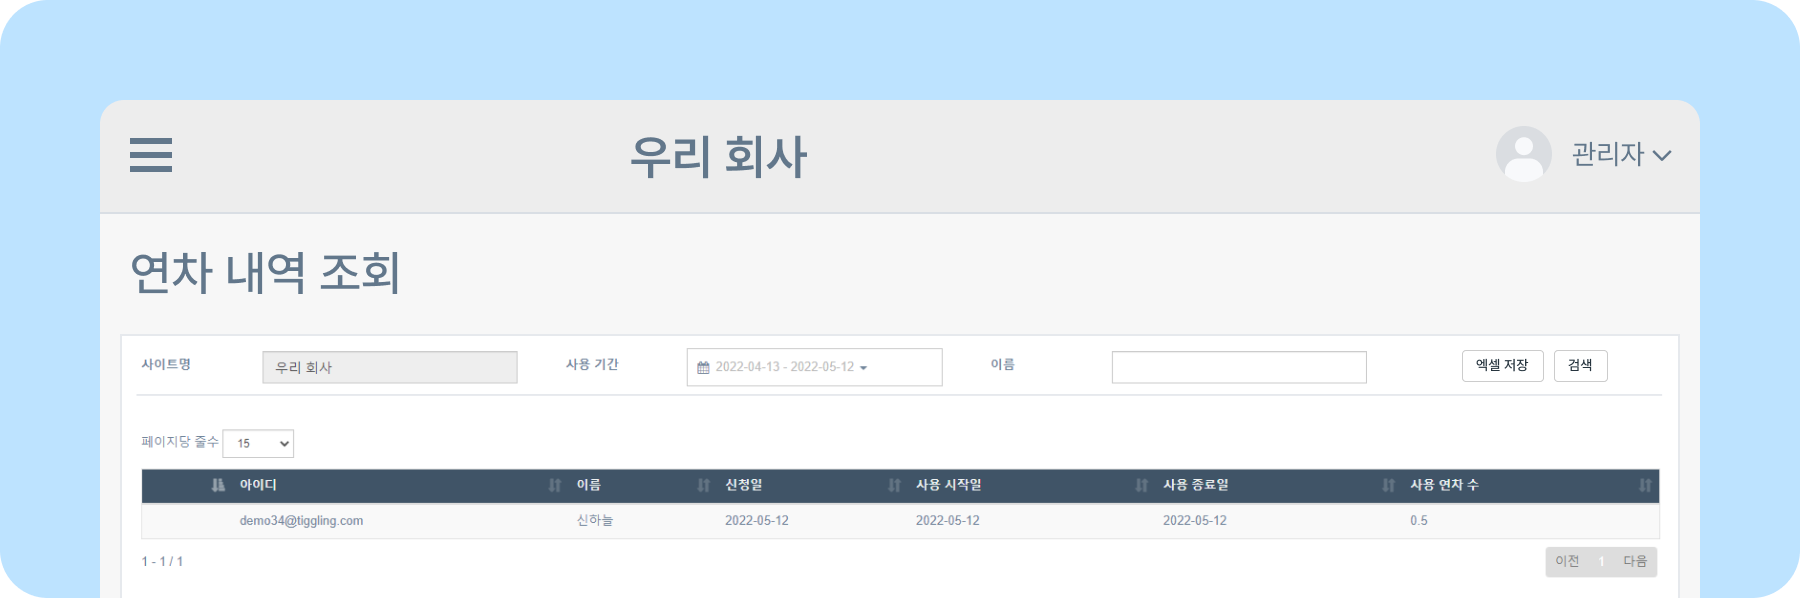 우리 회사
관리자
연차 내역 조회
사이트명 우리 회사 사용 기간 2022-04-13 - 2022-05-12 이름 엑셀 저장 검색
페이지당 줄수 15
아이디 이름 신청일 사용 시작일 사용 종료일 사용 연차 수
demo34@tiggling.com 신하늘 2022-05-12 2022-05-12 2022-05-12 0.5
1 - 1 / 1 이전 1 다음